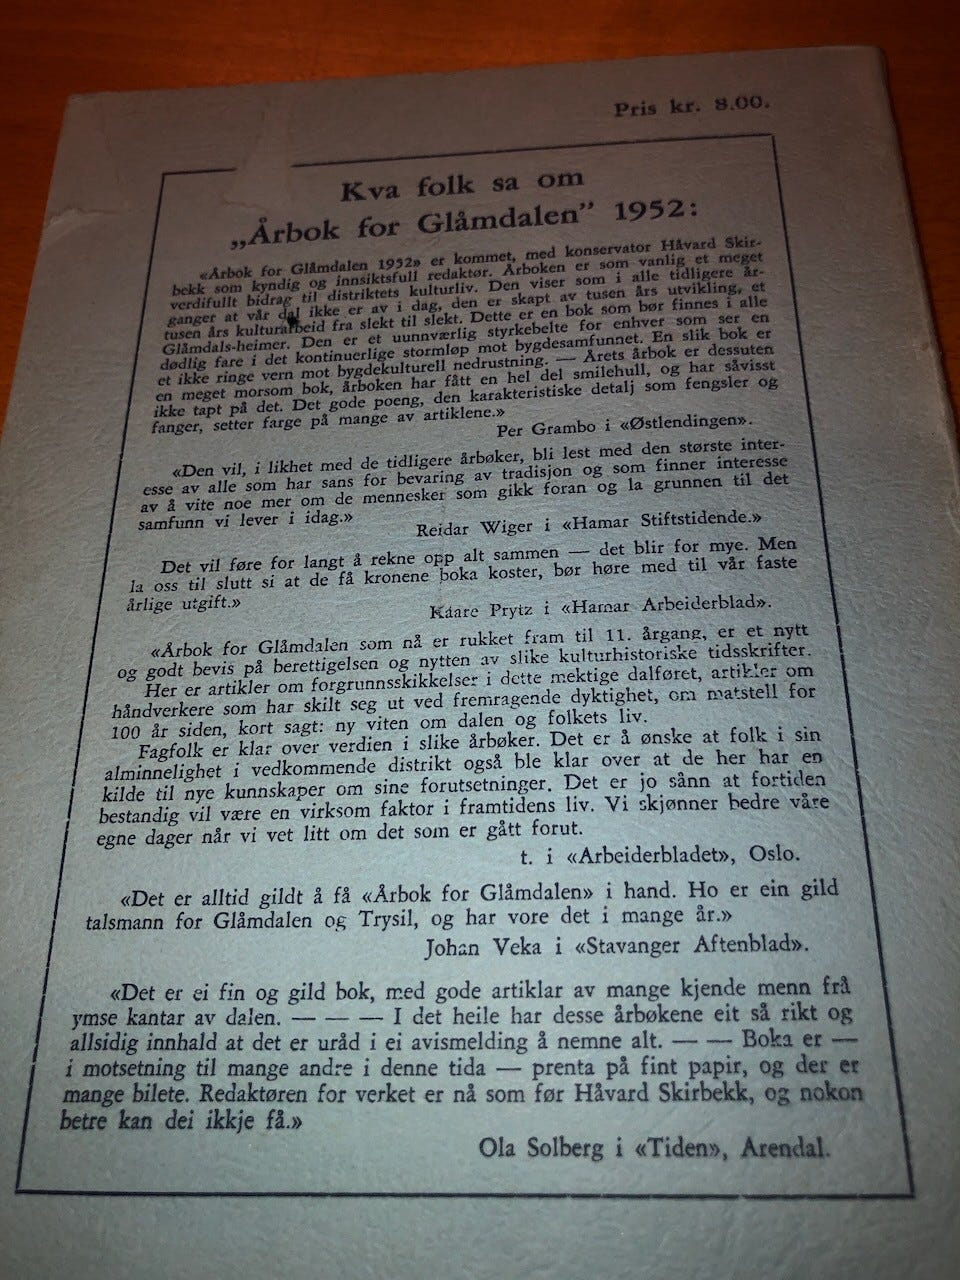 Pris kr. 8.00.
Kva folk sa om
„Årbok for Glåmdalen” 1952:
«Årbok for Glåmdalen 1952» er kommet, med konservator Håvard Skir-
bekk som kyndig og innsiktsfull redaktør. Årboken er som vanlig et meget
verdifullt bidrag til distriktets kulturliv. Den viser som i alle tidligere år-
ganger at vår dal ikke er av i dag, den er skapt av tusen års utvikling, et
tusen års kulturarbeid fra slekt til slekt. Dette er en bok som bør finnes i alle
Glåmdals-heimer. Den er et uunnværlig styrkebelte for enhver som ser en
dødlig fare i det kontinuerlige stormløp mot bygdesamfunnet. En slik bok er
et ikke ringe vern mot bygdekulturell nedrustning. — Årets årbok er dessuten
en meget morsom bok, årboken har fått en hel del smilehull, og har såvisst
ikke tapt på det. Det gode poeng, den karakteristiske detalj som fengsler og
fanger, setter farge på mange av artiklene.»
Per Grambo i «Østlendingen».
«Den vil, i likhet med de tidligere årbøker, bli lest med den største inter-
esse av alle som har sans for bevaring av tradisjon og som finner interesse
av å vite noe mer om de mennesker som gikk foran og la grunnen til det
samfunn vi lever i idag.»
Reidar Wiger i «Hamar Stiftstidende.»
Det vil føre for langt å rekne opp alt sammen — det blir for mye. Men
la oss til slutt si at de få kronene boka koster, bør høre med til vår faste
årlige utgift.»
Kåare Prytz i «Hamar Arbeiderblad».
«Årbok for Glåmdalen som nå er rukket fram til 11. årgang, er et nytt
og godt bevis på berettigelsen og nytten av slike kulturhistoriske tidsskrifter.
Her er artikler om forgrunnsskikkelser i dette mektige dalføret, artikler om
håndverkere som har skilt seg ut ved fremragende dyktighet, om matstell for
100 år siden, kort sagt: ny viten om dalen og folkets liv.
Fagfolk er klar over verdien i slike årbøker. Det er å ønske at folk i sin
alminnelighet i vedkommende distrikt også ble klar over at de her har en
kilde til nye kunnskaper om sine forutsetninger. Det er jo sånn at fortiden
bestandig vil være en virksom faktor i framtidens liv. Vi skjønner bedre våre
egne dager når vi vet litt om det som er gått forut.
t. i «Arbeiderbladet», Oslo.
«Det er alltid gildt å få «Årbok for Glåmdalen» i hand. Ho er ein gild
talsmann for Glåmdalen og Trysil, og har vore det i mange år.»
Johan Veka i «Stavanger Aftenblad».
«Det er ei fin og gild bok, med gode artiklar av mange kjende menn frå
ymse kantar av dalen. — — — I det heile har desse årbøkene eit så rikt og
allsidig innhald at det er uråd i ei avismelding å nemne alt. — — Boka er —
i motsetning til mange andre i denne tida — prenta på fint papir, og der er
mange bilete. Redaktøren for verket er nå som før Håvard Skirbekk, og nokon
betre kan dei ikkje få.»
Ola Solberg i «Tiden», Arendal.